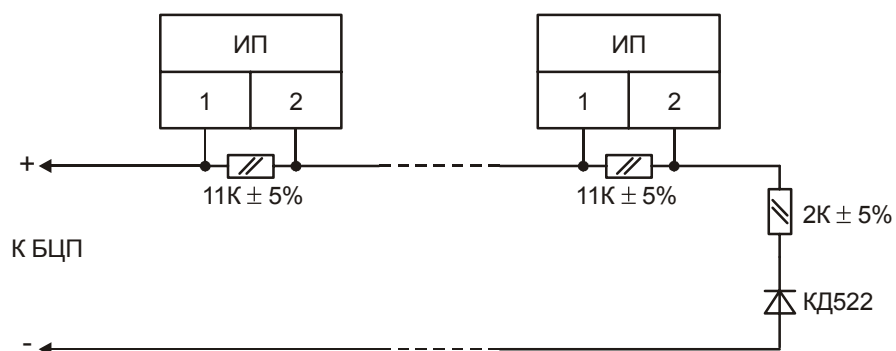 ИП ИП
1 2 1 2
+
11К ± 5% 11К ± 5%
2К ± 5%
К БЦП
КД522
-